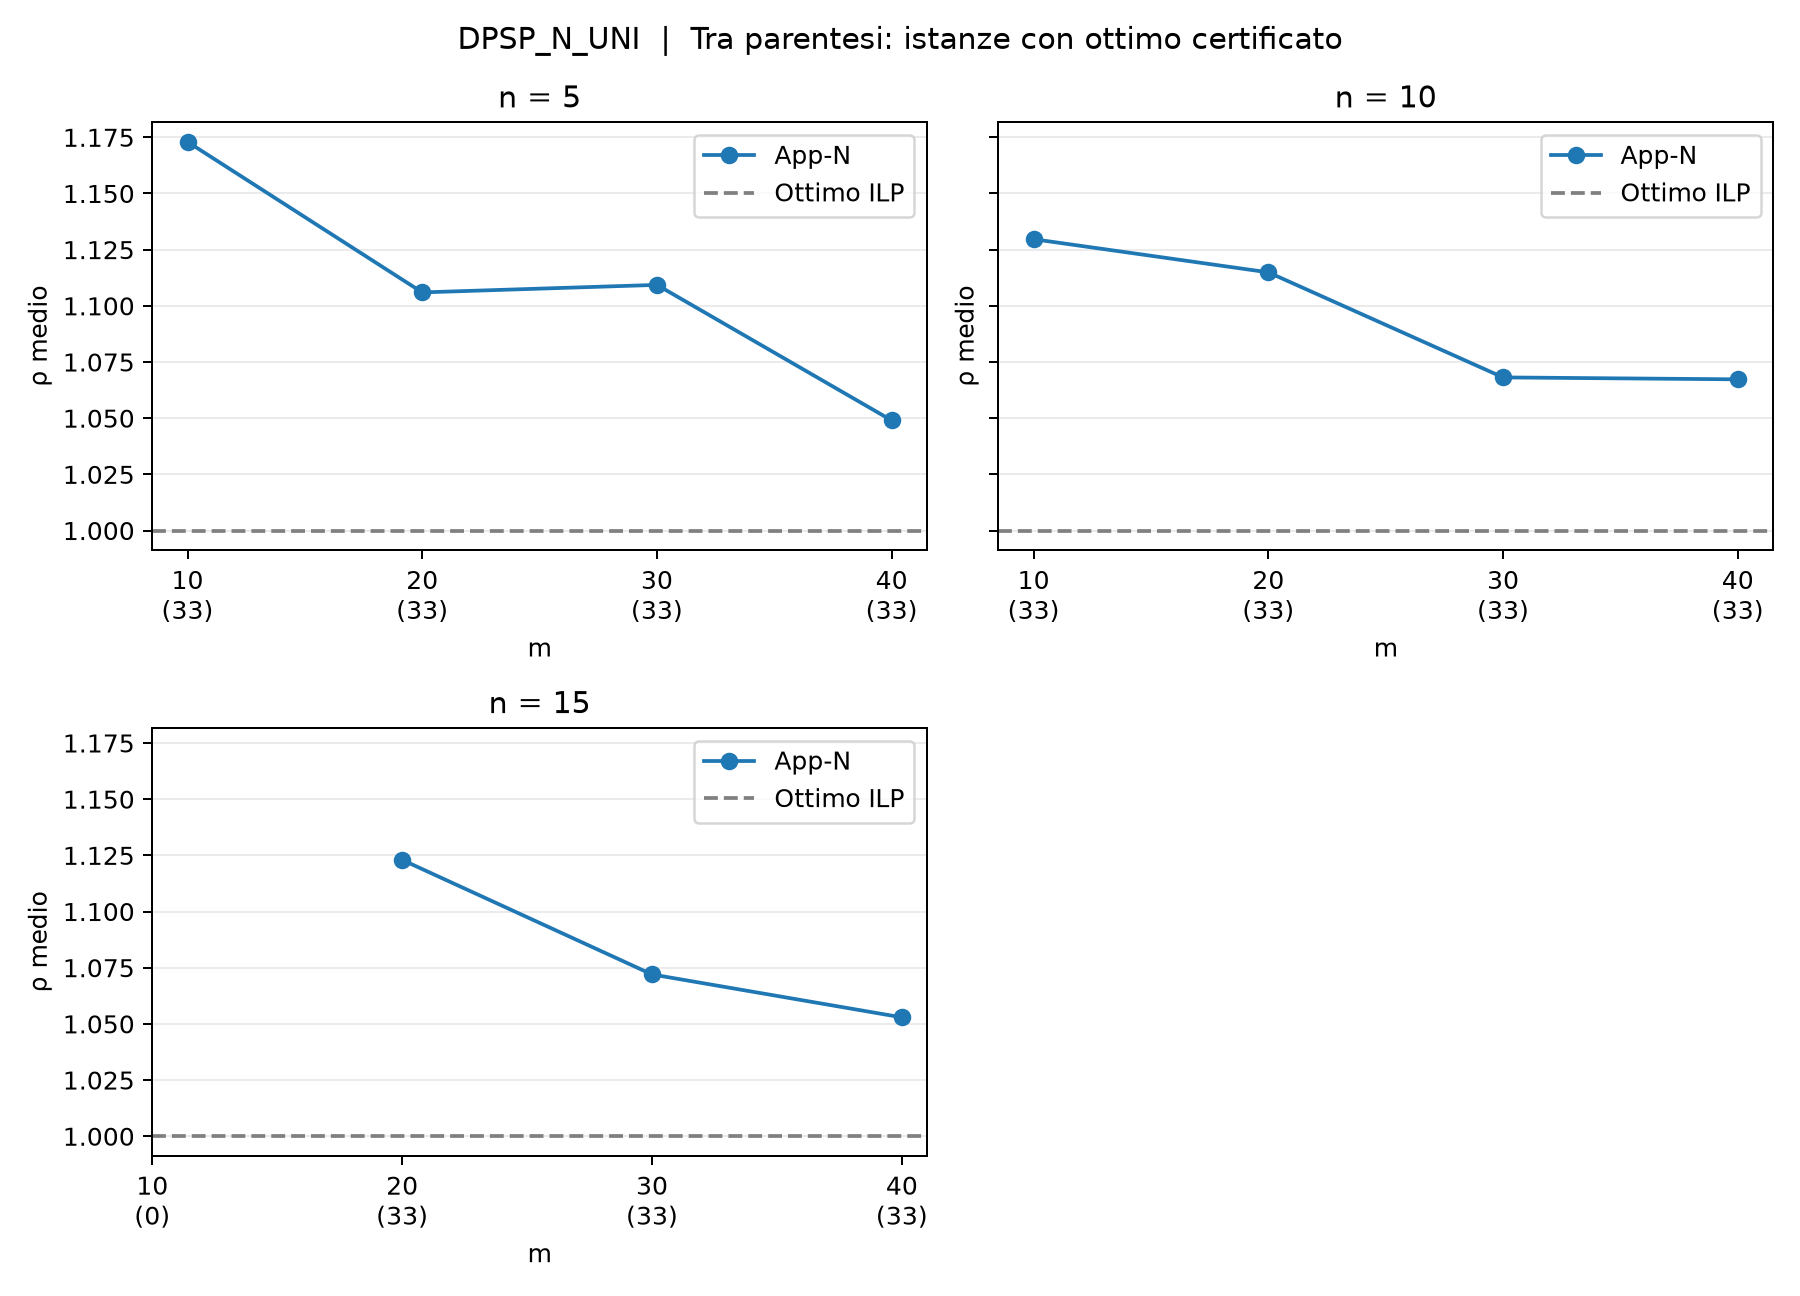 DPSP_N_UNI | Tra parentesi: istanze con ottimo certificato
n = 5
1.175
1.150
1.125
1.100
1.075
1.050
1.025
1.000
ρ medio
App-N
Ottimo ILP
10 20 30 40
(33) (33) (33) (33)
m
n = 10
ρ medio
App-N
Ottimo ILP
10 20 30 40
(33) (33) (33) (33)
m
n = 15
1.175
1.150
1.125
1.100
1.075
1.050
1.025
1.000
ρ medio
App-N
Ottimo ILP
10 20 30 40
(0) (33) (33) (33)
m